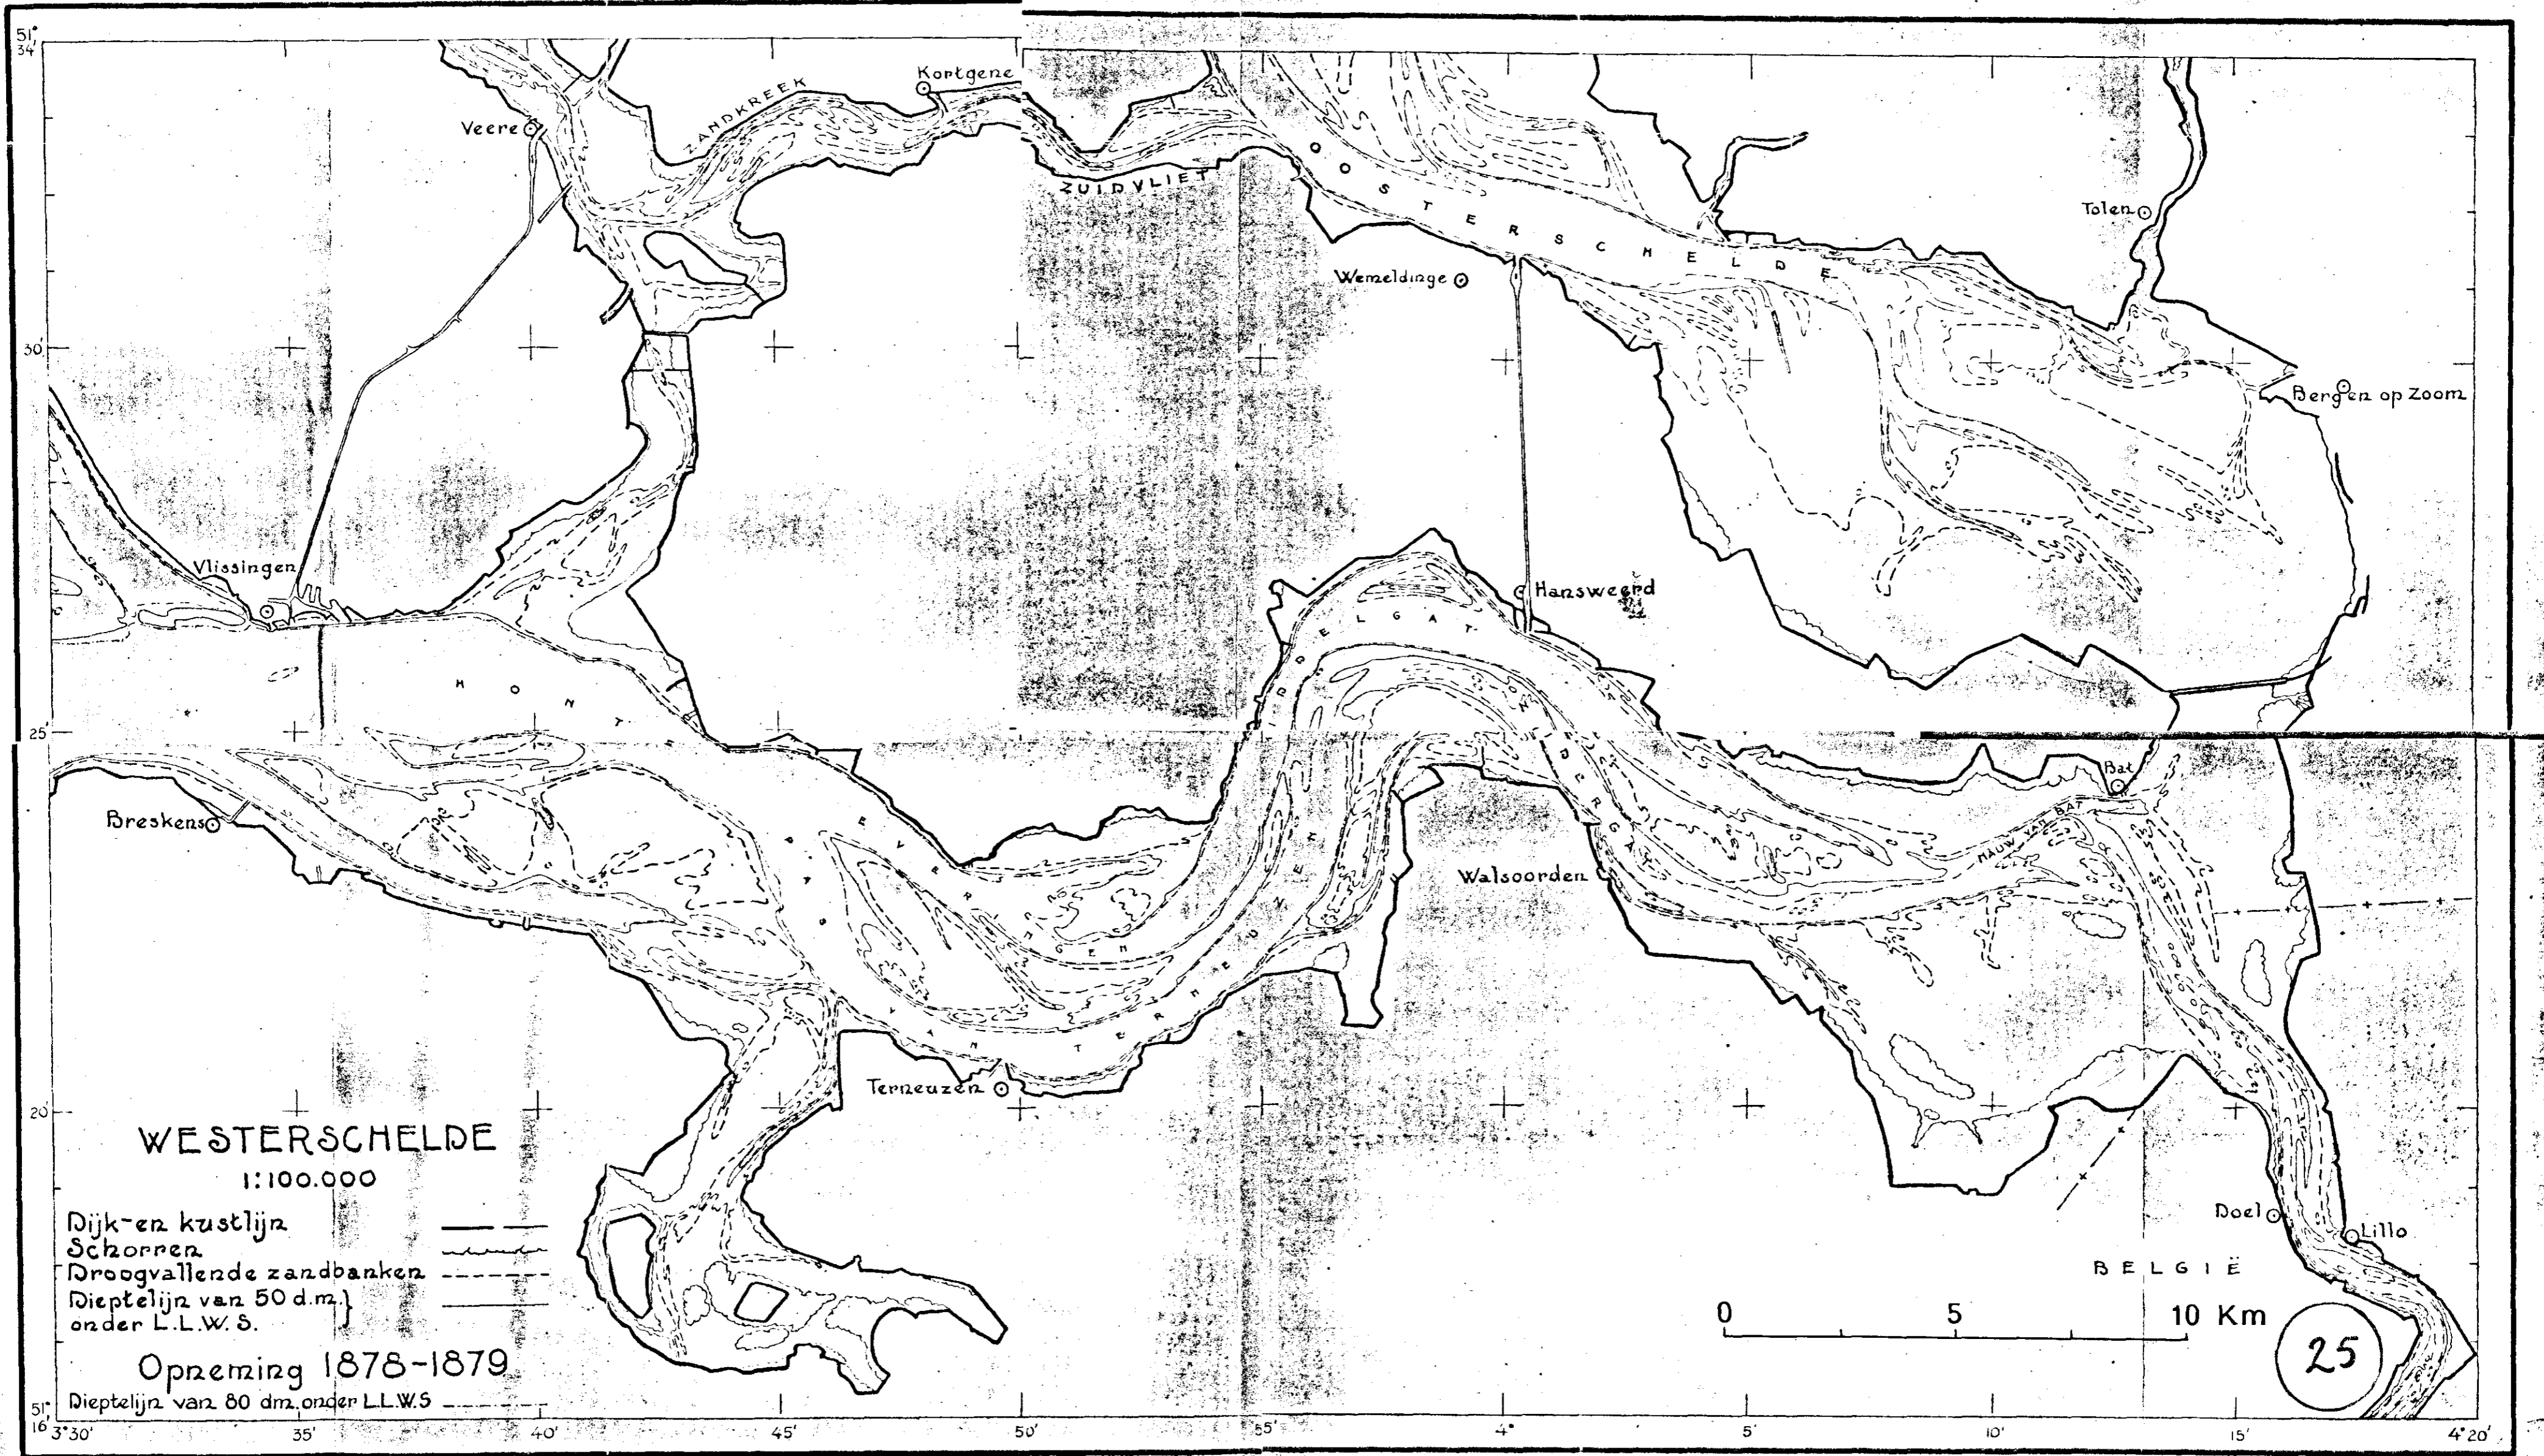 51°
34'
30'
25'
20'
51°
16'
3°30'
35'
40'
45'
50'
55'
4°
5'
10'
15'
4°20'
Kortgene
ZANDKREEK
Veere
ZUIDVLIET
OOSTERSCHELDE
Tolen
Wemeldinge
Bergen op Zoom
Vlissingen
Hansweerd
MIDDELGAT
HONTE
Breskens
EVERINGEN
PAS VAN TERNEUZEN
ZUIDERGAT
Walsoorden
NAUW VAN BAT
Bat
Terneuzen
Doel
Lillo
BELGIË
WESTERSCHELDE
1:100.000
Dijk-en kustlijn
Schorren
Droogvallende zandbanken
Dieptelijn van 50 d.m.}
onder L.L.W.S.
Opneming 1878-1879
Dieptelijn van 80 dm. onder L.L.W.S
0 5 10 Km
25